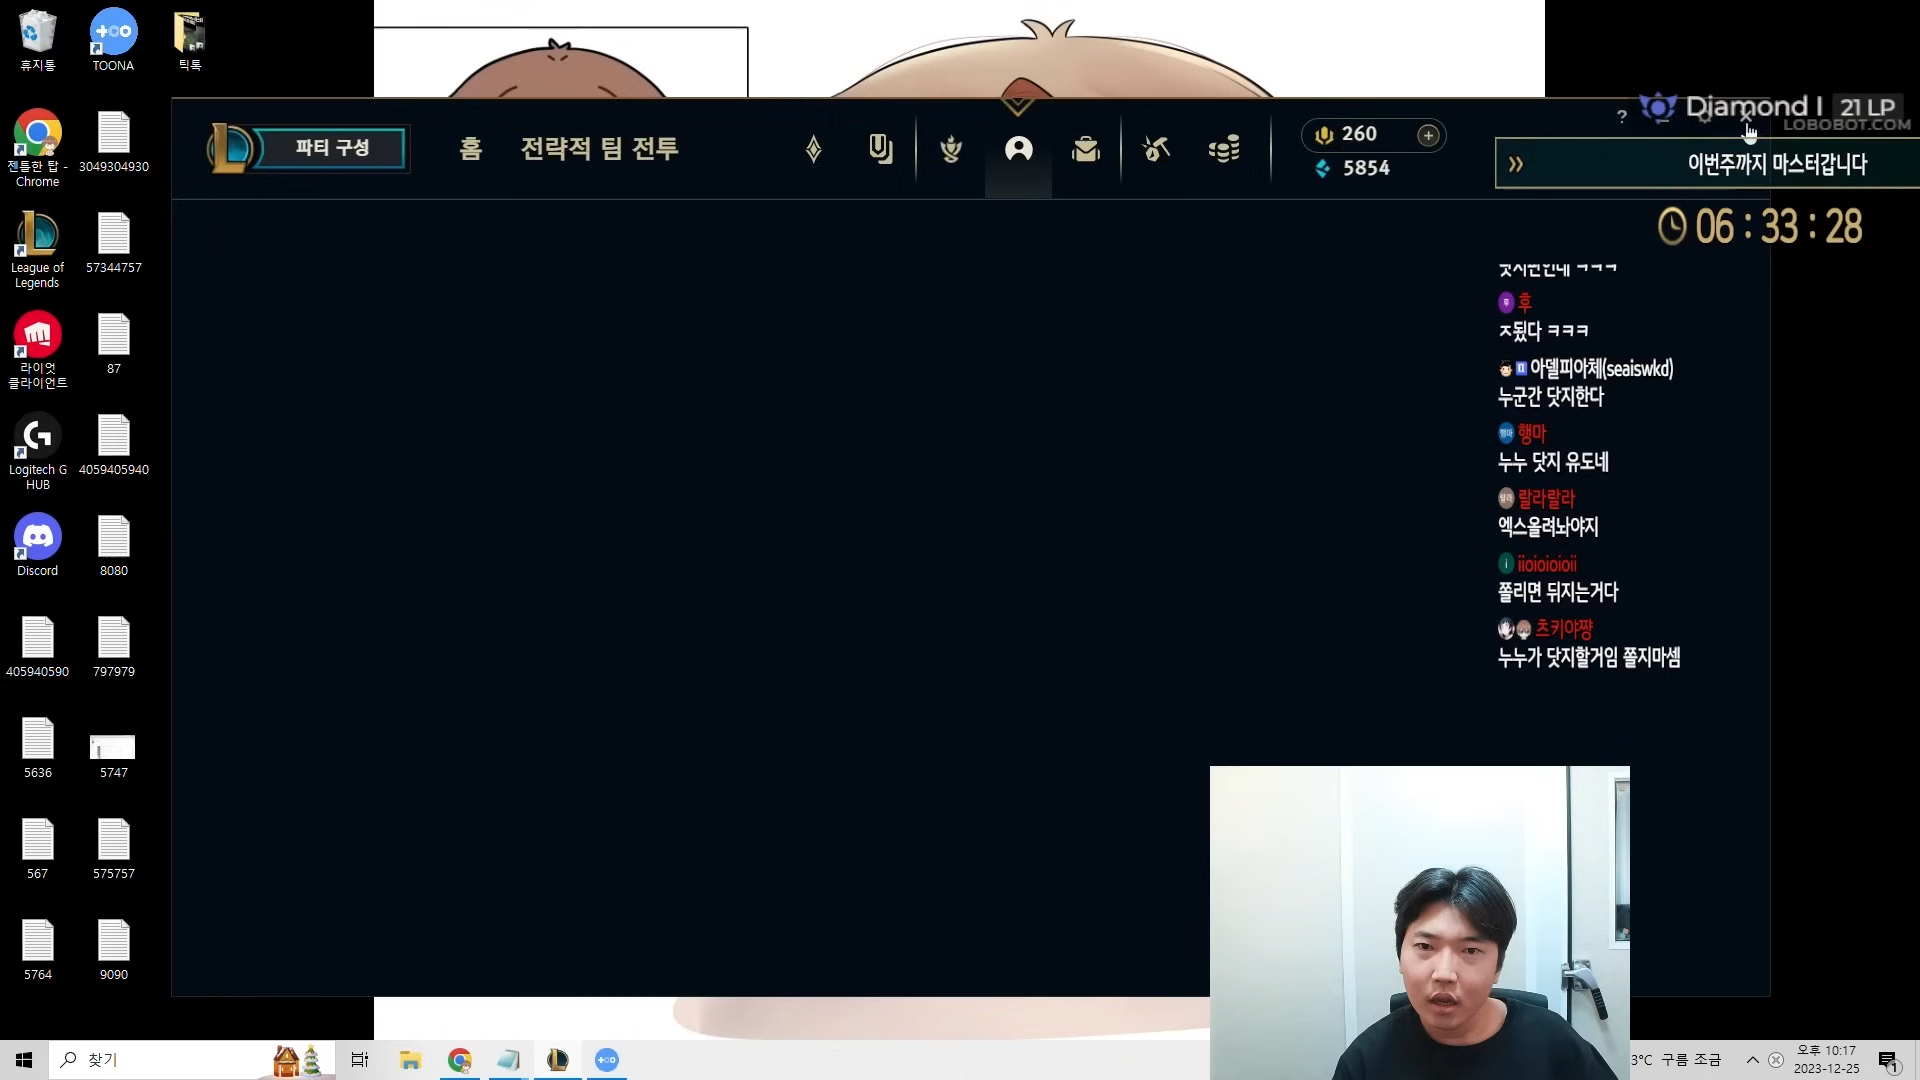 휴지통
TOONA
틱톡
젠틀한 탑 -
Chrome
3049304930
League of
Legends
57344757
라이엇
클라이언트
87
Logitech G
HUB
4059405940
Discord
8080
405940590
797979
5636
5747
567
575757
5764
9090
파티 구성
홈
전략적 팀 전투
260
5854
?
Diamond I
21 LP
LOBOBOT.COM
이번주까지 마스터갑니다
06 : 33 : 28
후
ㅈ됬다 ㅋㅋㅋ
아델피아체(seaiswkd)
누군간 닷지한다
행마
누누 닷지 유도네
랄라랄라
엑스올려놔야지
iioioioioii
쫄리면 뒤지는거다
츠키야쨩
누누가 닷지할거임 쫄지마셈
찾기
3°C 구름 조금
오후 10:17
2023-12-25
1